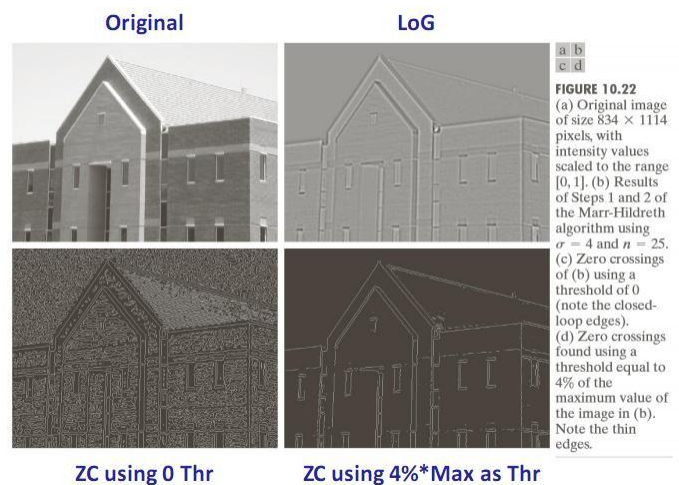 Original
LoG
a b
c d
FIGURE 10.22
(a) Original image
of size 834 × 1114
pixels, with
intensity values
scaled to the range
[0, 1]. (b) Results
of Steps 1 and 2 of
the Marr-Hildreth
algorithm using
σ = 4 and n = 25.
(c) Zero crossings
of (b) using a
threshold of 0
(note the closed-
loop edges).
(d) Zero crossings
found using a
threshold equal to
4% of the
maximum value of
the image in (b).
Note the thin
edges.
ZC using 0 Thr
ZC using 4%*Max as Thr